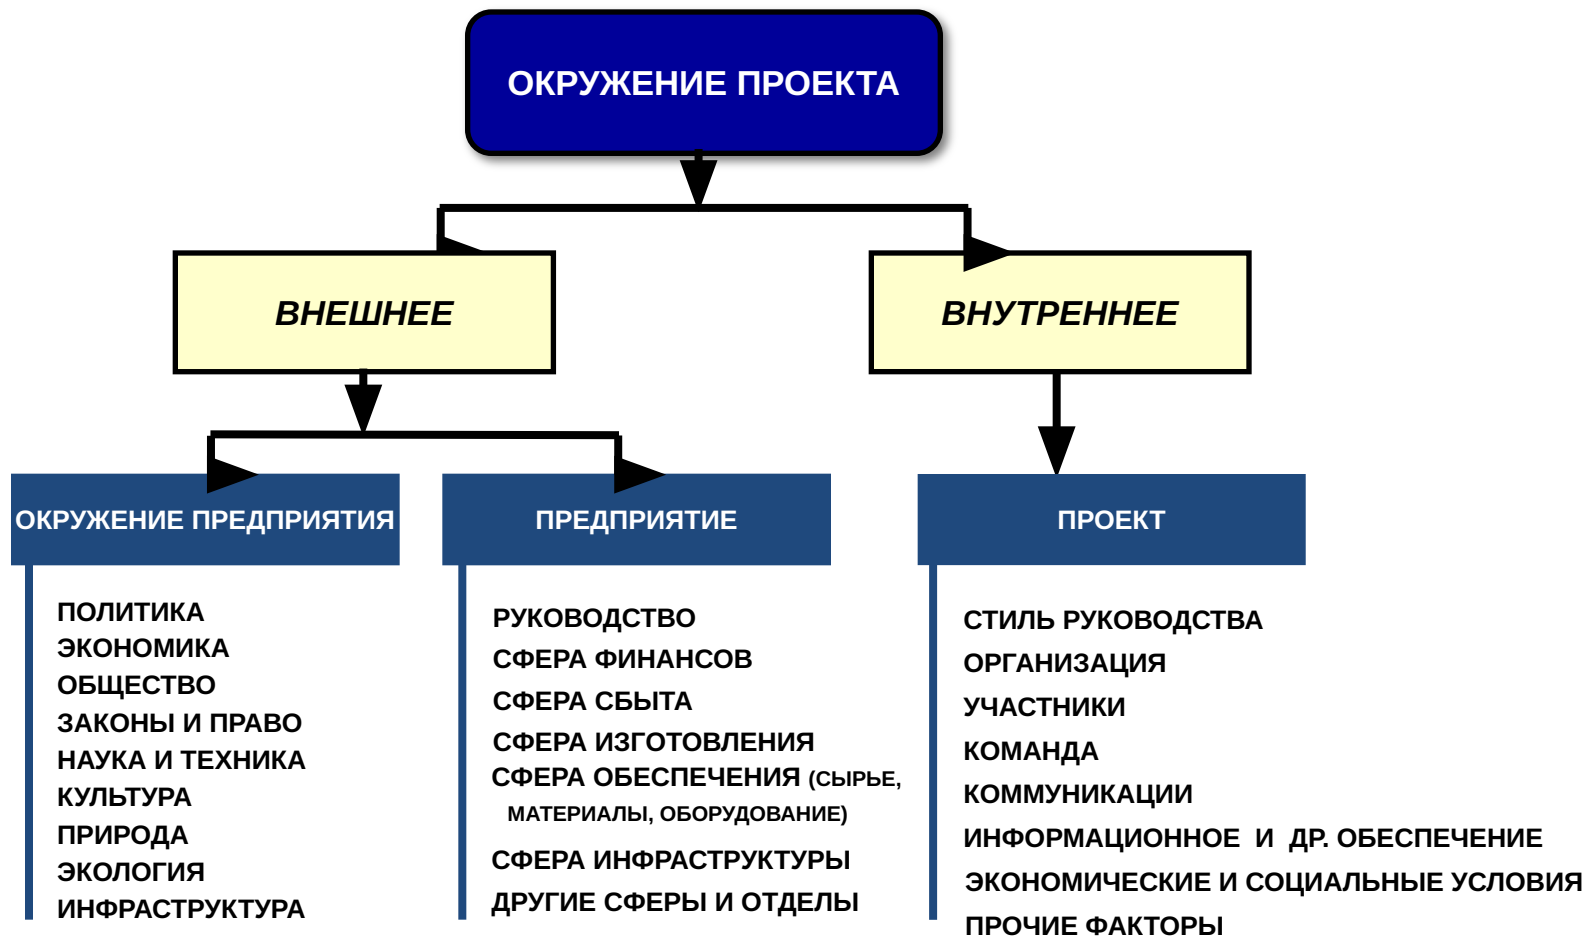 ОКРУЖЕНИЕ ПРОЕКТА
ВНЕШНЕЕ
ВНУТРЕННЕЕ
ОКРУЖЕНИЕ ПРЕДПРИЯТИЯ
ПОЛИТИКА
ЭКОНОМИКА
ОБЩЕСТВО
ЗАКОНЫ И ПРАВО
НАУКА И ТЕХНИКА
КУЛЬТУРА
ПРИРОДА
ЭКОЛОГИЯ
ИНФРАСТРУКТУРА
ПРЕДПРИЯТИЕ
РУКОВОДСТВО
СФЕРА ФИНАНСОВ
СФЕРА СБЫТА
СФЕРА ИЗГОТОВЛЕНИЯ
СФЕРА ОБЕСПЕЧЕНИЯ (СЫРЬЕ,
МАТЕРИАЛЫ, ОБОРУДОВАНИЕ)
СФЕРА ИНФРАСТРУКТУРЫ
ДРУГИЕ СФЕРЫ И ОТДЕЛЫ
ПРОЕКТ
СТИЛЬ РУКОВОДСТВА
ОРГАНИЗАЦИЯ
УЧАСТНИКИ
КОМАНДА
КОММУНИКАЦИИ
ИНФОРМАЦИОННОЕ И ДР. ОБЕСПЕЧЕНИЕ
ЭКОНОМИЧЕСКИЕ И СОЦИАЛЬНЫЕ УСЛОВИЯ
ПРОЧИЕ ФАКТОРЫ